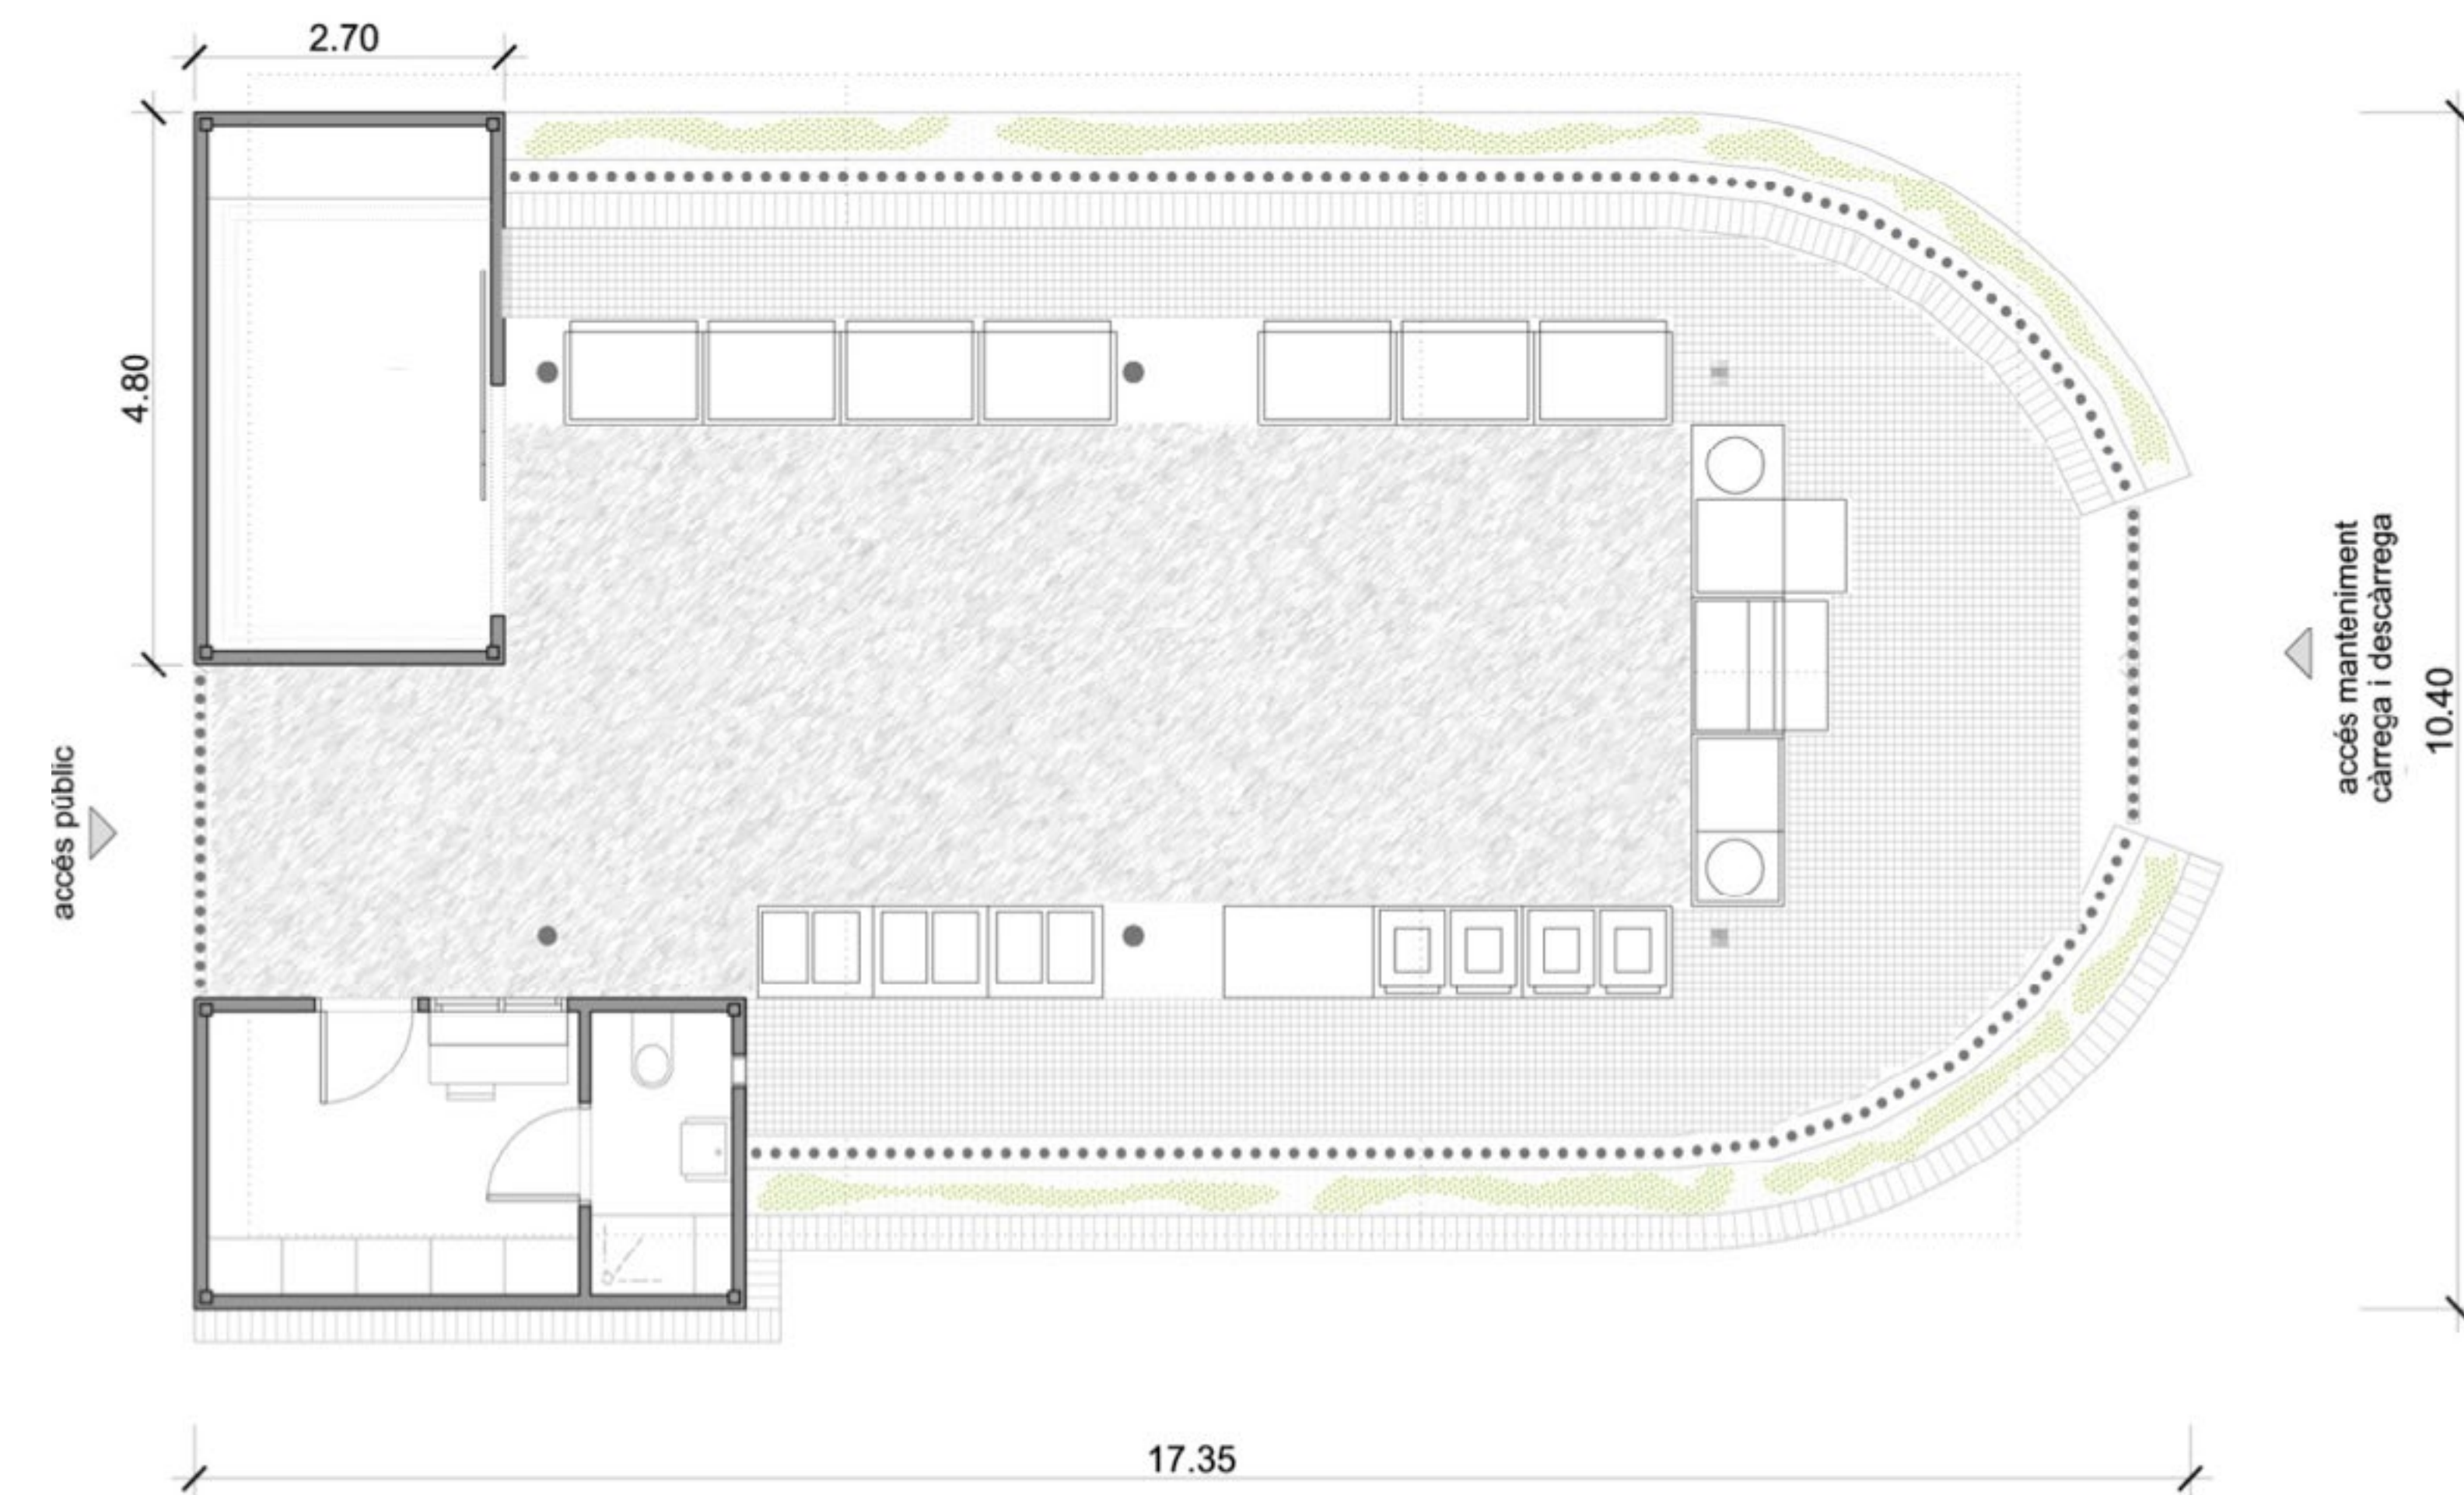 2.70
4.80
accés públic
accés manteniment
càrrega i descàrrega
10.40
17.35